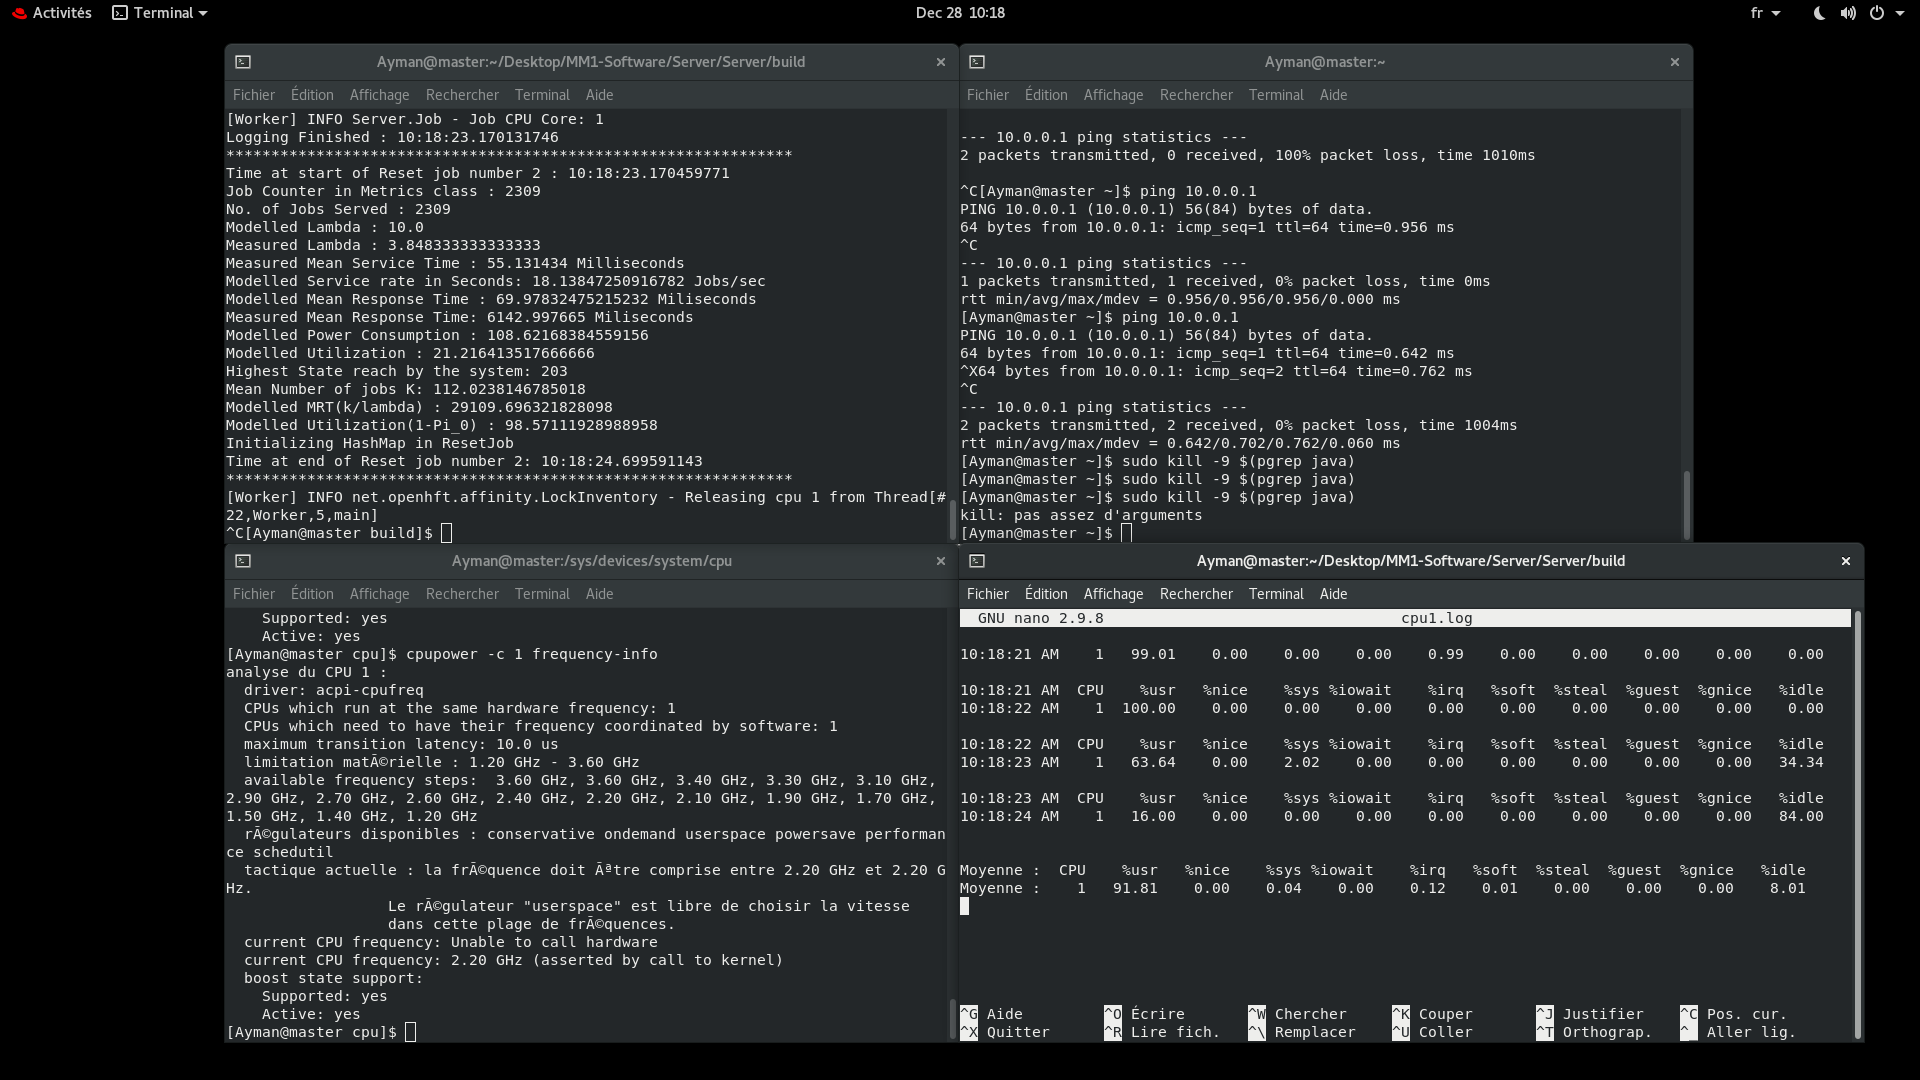 Activités Terminal Dec 28 10:18 fr
Ayman@master:~/Desktop/MM1-Software/Server/Server/build
Fichier Édition Affichage Rechercher Terminal Aide
[Worker] INFO Server.Job - Job CPU Core: 1
Logging Finished : 10:18:23.170131746
***************************************************************
Time at start of Reset job number 2 : 10:18:23.170459771
Job Counter in Metrics class : 2309
No. of Jobs Served : 2309
Modelled Lambda : 10.0
Measured Lambda : 3.848333333333333
Measured Mean Service Time : 55.131434 Milliseconds
Modelled Service rate in Seconds: 18.13847250916782 Jobs/sec
Modelled Mean Response Time : 69.97832475215232 Miliseconds
Measured Mean Response Time: 6142.997665 Miliseconds
Modelled Power Consumption : 108.62168384559156
Modelled Utilization : 21.216413517666666
Highest State reach by the system: 203
Mean Number of jobs K: 112.0238146785018
Modelled MRT(k/lambda) : 29109.696321828098
Modelled Utilization(1-Pi_0) : 98.57111928988958
Initializing HashMap in ResetJob
Time at end of Reset job number 2: 10:18:24.699591143
***************************************************************
[Worker] INFO net.openhft.affinity.LockInventory - Releasing cpu 1 from Thread[#
22,Worker,5,main]
^C[Ayman@master build]$
Ayman@master:~
Fichier Édition Affichage Rechercher Terminal Aide
--- 10.0.0.1 ping statistics ---
2 packets transmitted, 0 received, 100% packet loss, time 1010ms
^C[Ayman@master ~]$ ping 10.0.0.1
PING 10.0.0.1 (10.0.0.1) 56(84) bytes of data.
64 bytes from 10.0.0.1: icmp_seq=1 ttl=64 time=0.956 ms
^C
--- 10.0.0.1 ping statistics ---
1 packets transmitted, 1 received, 0% packet loss, time 0ms
rtt min/avg/max/mdev = 0.956/0.956/0.956/0.000 ms
[Ayman@master ~]$ ping 10.0.0.1
PING 10.0.0.1 (10.0.0.1) 56(84) bytes of data.
64 bytes from 10.0.0.1: icmp_seq=1 ttl=64 time=0.642 ms
^X64 bytes from 10.0.0.1: icmp_seq=2 ttl=64 time=0.762 ms
^C
--- 10.0.0.1 ping statistics ---
2 packets transmitted, 2 received, 0% packet loss, time 1004ms
rtt min/avg/max/mdev = 0.642/0.702/0.762/0.060 ms
[Ayman@master ~]$ sudo kill -9 $(pgrep java)
[Ayman@master ~]$ sudo kill -9 $(pgrep java)
[Ayman@master ~]$ sudo kill -9 $(pgrep java)
kill: pas assez d'arguments
[Ayman@master ~]$
Ayman@master:/sys/devices/system/cpu
Fichier Édition Affichage Rechercher Terminal Aide
Supported: yes
Active: yes
[Ayman@master cpu]$ cpupower -c 1 frequency-info
analyse du CPU 1 :
driver: acpi-cpufreq
CPUs which run at the same hardware frequency: 1
CPUs which need to have their frequency coordinated by software: 1
maximum transition latency: 10.0 us
limitation matÃ©rielle : 1.20 GHz - 3.60 GHz
available frequency steps:  3.60 GHz, 3.60 GHz, 3.40 GHz, 3.30 GHz, 3.10 GHz,
2.90 GHz, 2.70 GHz, 2.60 GHz, 2.40 GHz, 2.20 GHz, 2.10 GHz, 1.90 GHz, 1.70 GHz,
1.50 GHz, 1.40 GHz, 1.20 GHz
rÃ©gulateurs disponibles : conservative ondemand userspace powersave performan
ce schedutil
tactique actuelle : la frÃ©quence doit Ãªtre comprise entre 2.20 GHz et 2.20 G
Hz.
Le rÃ©gulateur "userspace" est libre de choisir la vitesse
dans cette plage de frÃ©quences.
current CPU frequency: Unable to call hardware
current CPU frequency: 2.20 GHz (asserted by call to kernel)
boost state support:
Supported: yes
Active: yes
[Ayman@master cpu]$
Ayman@master:~/Desktop/MM1-Software/Server/Server/build
Fichier Édition Affichage Rechercher Terminal Aide
GNU nano 2.9.8 cpu1.log
10:18:21 AM 1 99.01 0.00 0.00 0.00 0.99 0.00 0.00 0.00 0.00 0.00
10:18:21 AM CPU %usr %nice %sys %iowait %irq %soft %steal %guest %gnice %idle
10:18:22 AM 1 100.00 0.00 0.00 0.00 0.00 0.00 0.00 0.00 0.00 0.00
10:18:22 AM CPU %usr %nice %sys %iowait %irq %soft %steal %guest %gnice %idle
10:18:23 AM 1 63.64 0.00 2.02 0.00 0.00 0.00 0.00 0.00 0.00 34.34
10:18:23 AM CPU %usr %nice %sys %iowait %irq %soft %steal %guest %gnice %idle
10:18:24 AM 1 16.00 0.00 0.00 0.00 0.00 0.00 0.00 0.00 0.00 84.00
Moyenne : CPU %usr %nice %sys %iowait %irq %soft %steal %guest %gnice %idle
Moyenne : 1 91.81 0.00 0.04 0.00 0.12 0.01 0.00 0.00 0.00 8.01
^G Aide ^O Écrire ^W Chercher ^K Couper ^J Justifier ^C Pos. cur.
^X Quitter ^R Lire fich. ^\ Remplacer ^U Coller ^T Orthograp. ^_ Aller lig.